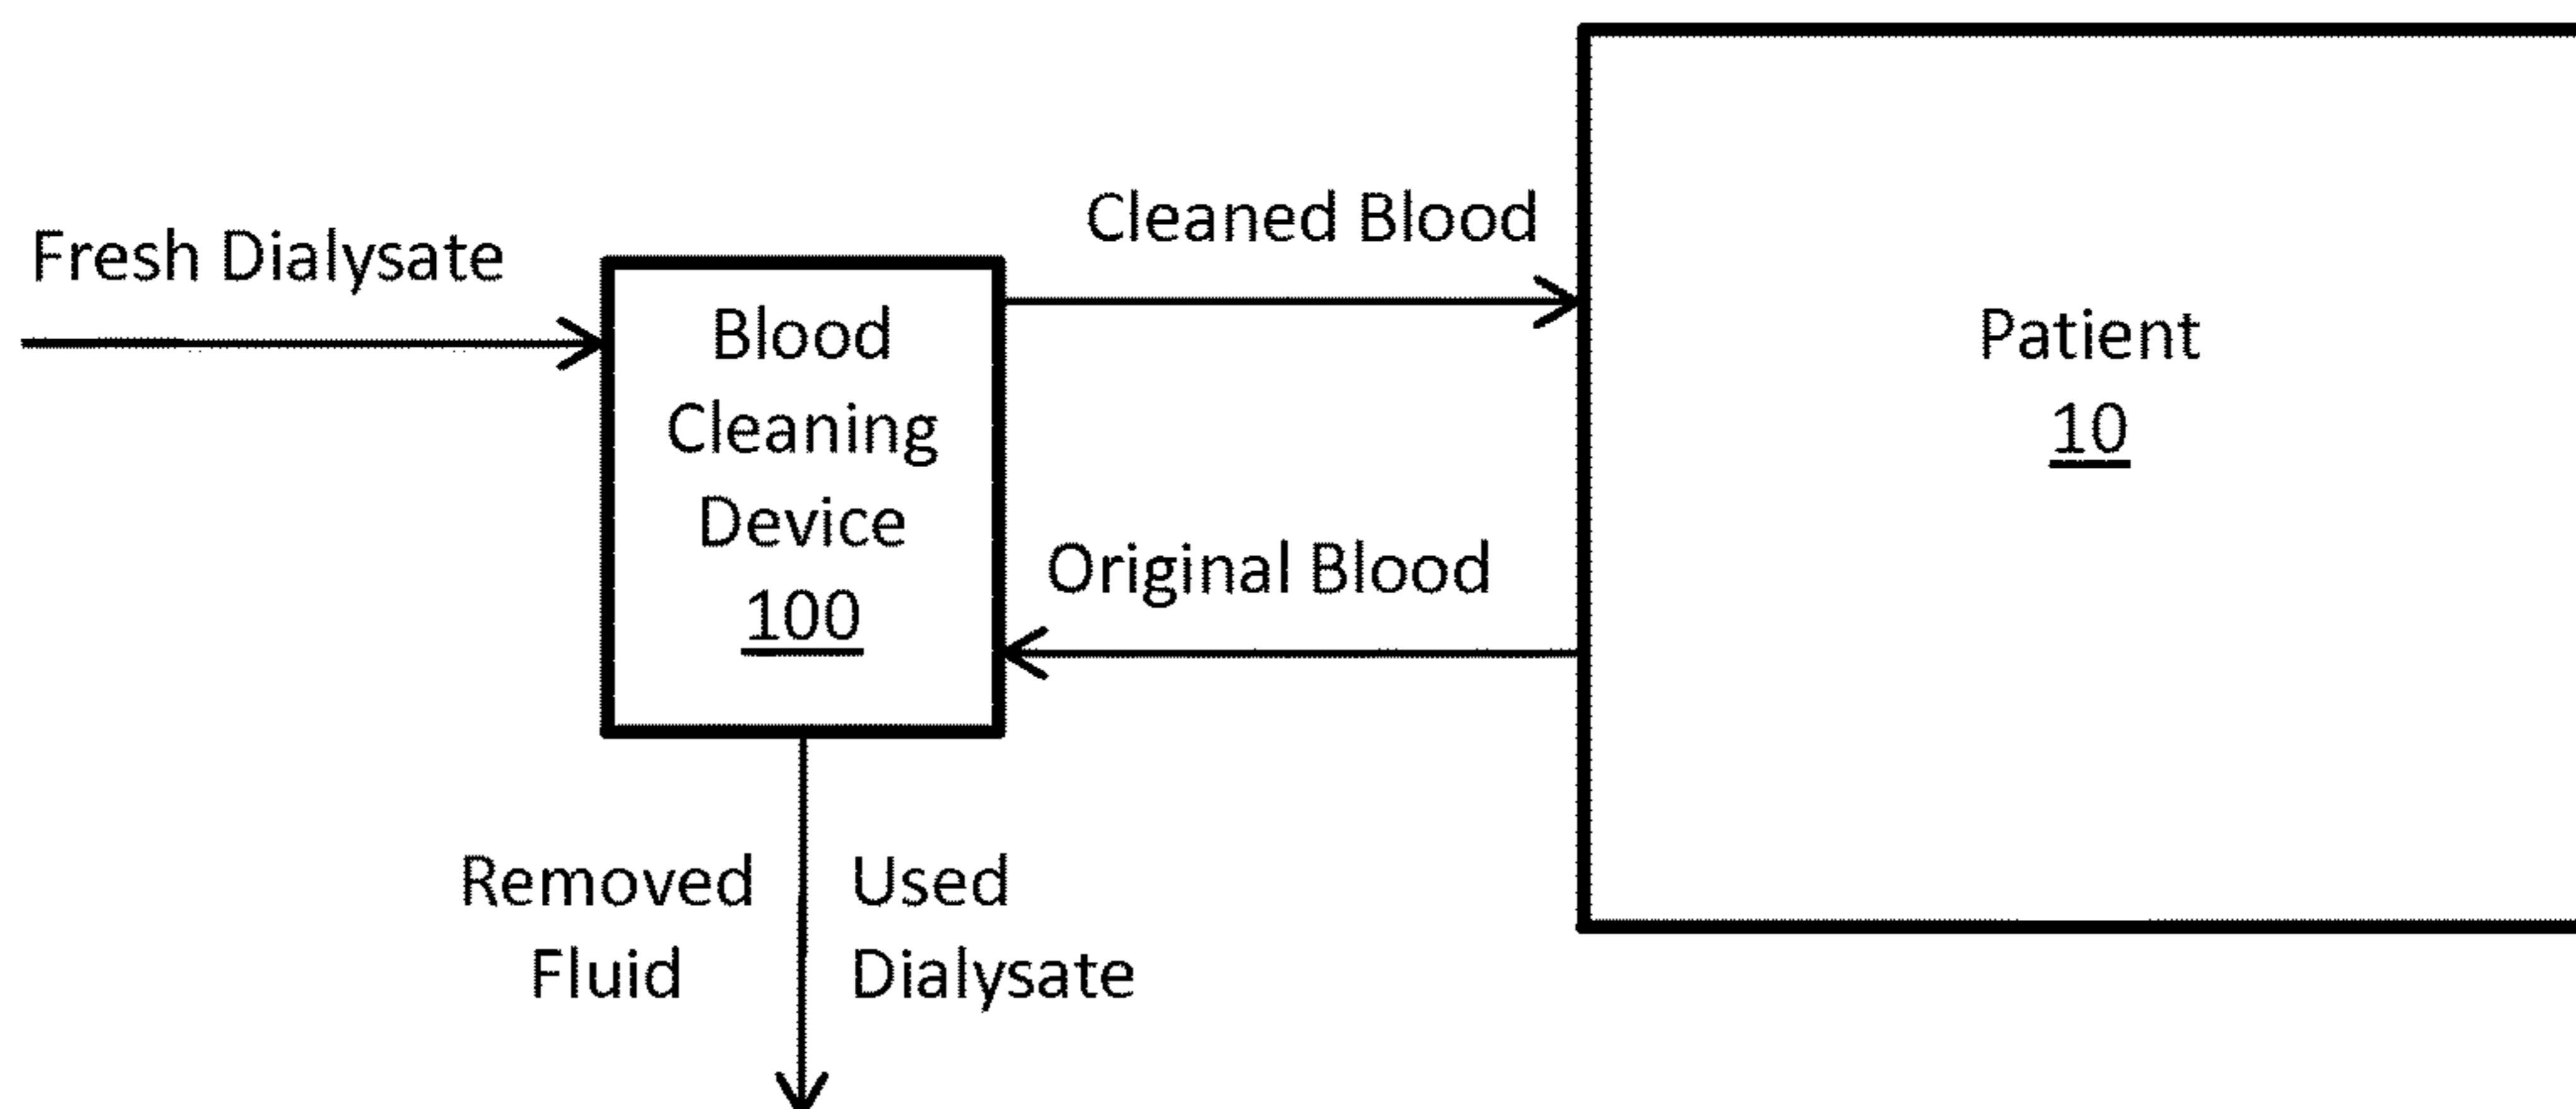 Fresh Dialysate
Blood
Cleaning
Device
100
Cleaned Blood
Original Blood
Patient
10
Removed
Fluid
Used
Dialysate